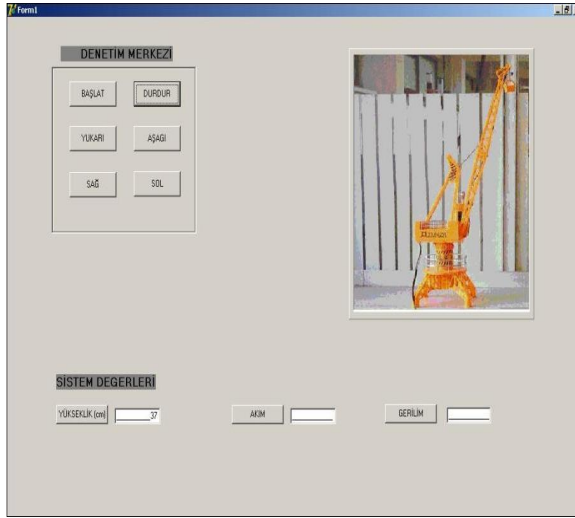 Form1
DENETİM MERKEZİ
BAŞLAT DURDUR
YUKARI AŞAGI
SAĞ SOL
SİSTEM DEGERLERİ
YÜKSEKLİK (cm) 37 AKIM GERİLİM